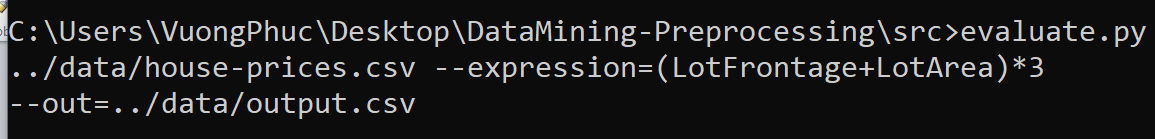 C:\Users\VuongPhuc\Desktop\DataMining-Preprocessing\src>evaluate.py
../data/house-prices.csv --expression=(LotFrontage+LotArea)*3
--out=../data/output.csv